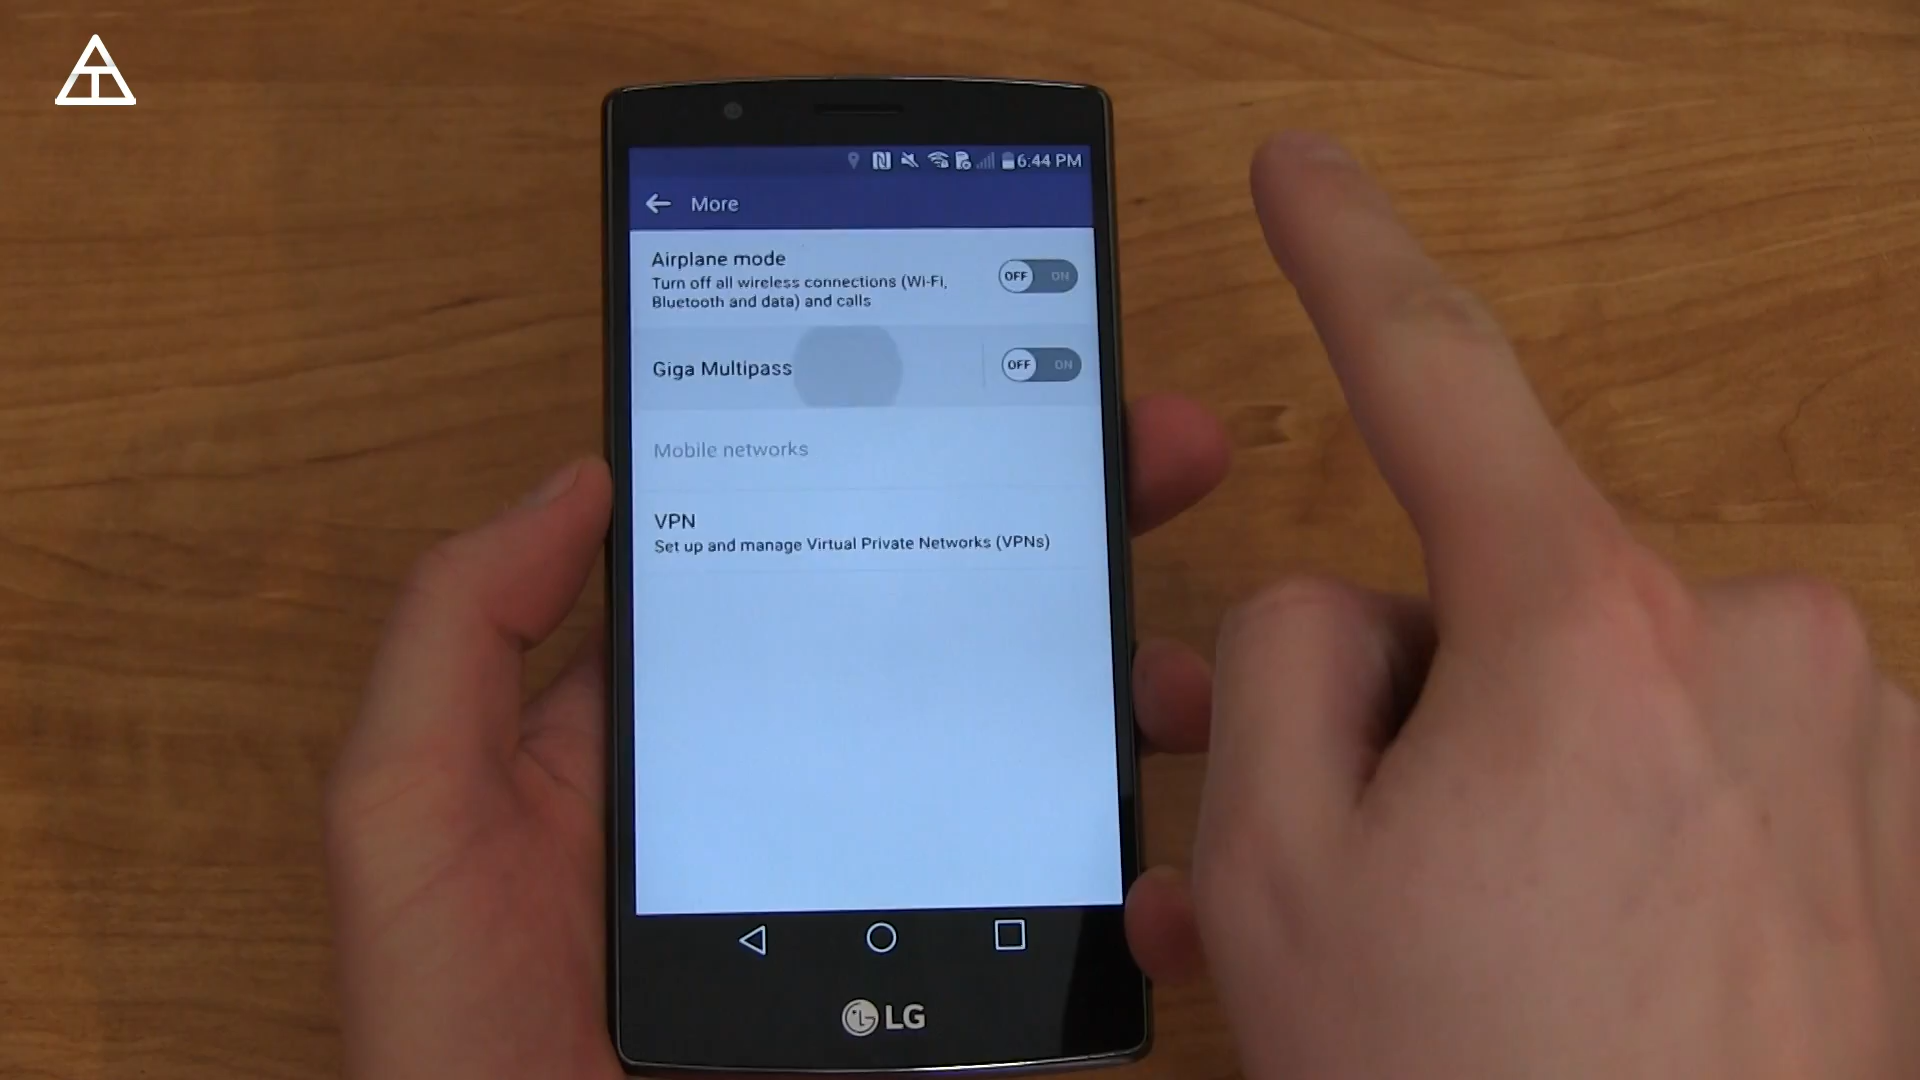 6:44 PM
More
Airplane mode
Turn off all wireless connections (Wi-Fi,
Bluetooth and data) and calls
OFF ON
Giga Multipass
OFF ON
Mobile networks
VPN
Set up and manage Virtual Private Networks (VPNs)
LG